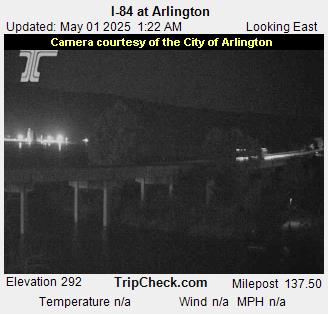 I-84 at Arlington
Updated: May 01 2025 1:22 AM Looking East
Camera courtesy of the City of Arlington
Elevation 292 TripCheck.com Milepost 137.50
Temperature n/a Wind n/a MPH n/a